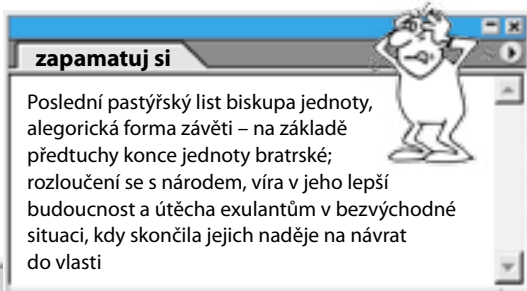 zapamatuj si
Poslední pastýřský list biskupa jednoty,
alegorická forma závěti – na základě
předtuchy konce jednoty bratrské;
rozloučení se s národem, víra v jeho lepší
budoucnost a útěcha exulantům v bezvýchodné
situaci, kdy skončila jejich naděje na návrat
do vlasti